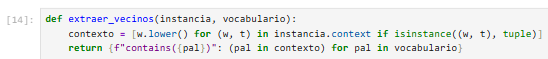 [14]: def extraer_vecinos(instancia, vocabulario):
contexto = [w.lower() for (w, t) in instancia.context if isinstance((w, t), tuple)]
return {f"contains({pal})": (pal in contexto) for pal in vocabulario}